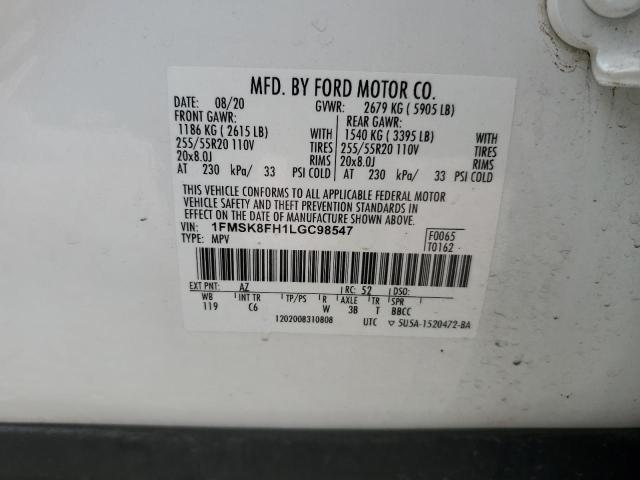 MFD. BY FORD MOTOR CO.
DATE: 08/20 GVWR: 2679 KG (5905 LB)
FRONT GAWR: REAR GAWR:
1186 KG (2615 LB) WITH 1540 KG (3395 LB) WITH
255/55R20 110V TIRES 255/55R20 110V TIRES
20x8.0J RIMS 20x8.0J RIMS
AT 230 kPa/ 33 PSI COLD AT 230 kPa/ 33 PSI COLD
THIS VEHICLE CONFORMS TO ALL APPLICABLE FEDERAL MOTOR
VEHICLE SAFETY AND THEFT PREVENTION STANDARDS IN
EFFECT ON THE DATE OF MANUFACTURE SHOWN ABOVE.
VIN: 1FMSK8FH1LGC98547 F0065
TYPE: MPV T0162
EXT PNT: AZ RC: 52 DSO:
WB INT TR TP/PS R AXLE TR SPR
119 C6 W 3B T BBCC
1202008310808 UTC ▽ 5U5A-1520472-BA